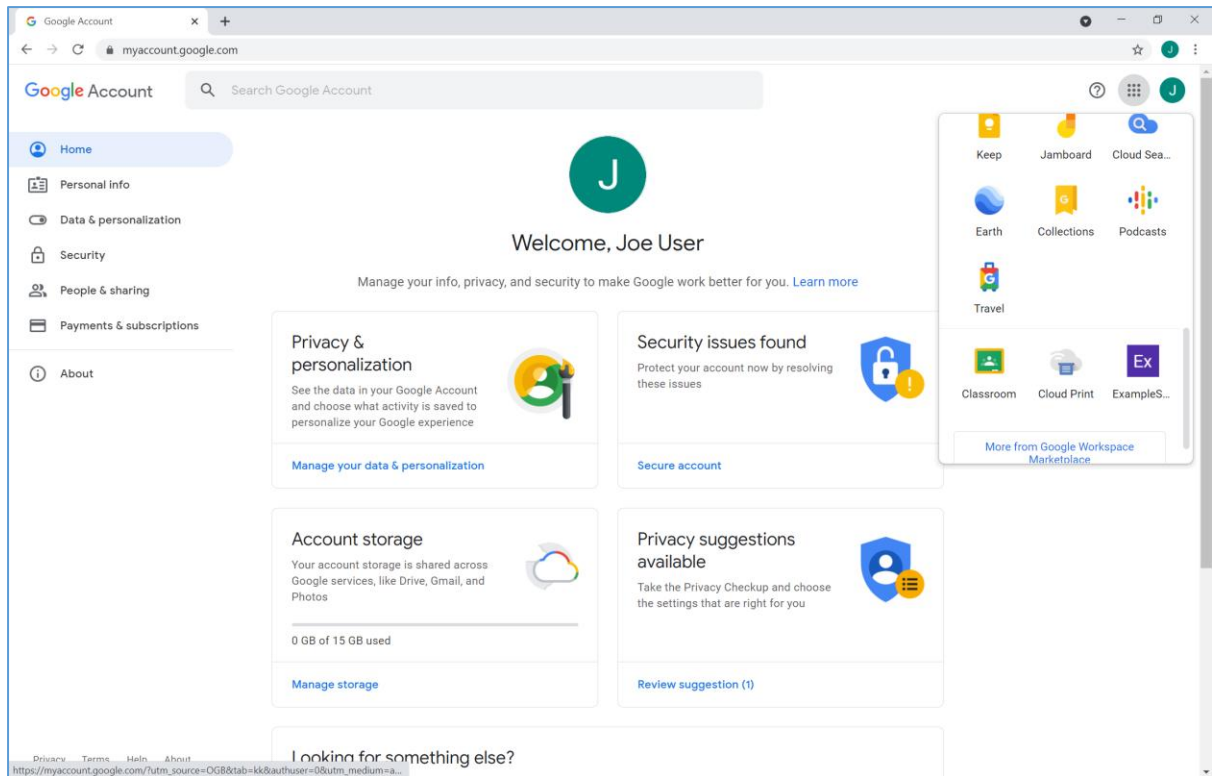 Google Account
myaccount.google.com
J
Google Account
Search Google Account
J
Home
Personal info
Data & personalization
Security
People & sharing
Payments & subscriptions
About
J
Welcome, Joe User
Manage your info, privacy, and security to make Google work better for you. Learn more
Privacy &
personalization
See the data in your Google Account
and choose what activity is saved to
personalize your Google experience
Manage your data & personalization
Security issues found
Protect your account now by resolving
these issues
Secure account
Account storage
Your account storage is shared across
Google services, like Drive, Gmail, and
Photos
0 GB of 15 GB used
Manage storage
Privacy suggestions
available
Take the Privacy Checkup and choose
the settings that are right for you
Review suggestion (1)
Looking for something else?
Keep
Jamboard
Cloud Sea...
Earth
G
Collections
Podcasts
G
Travel
Classroom
Cloud Print
Ex
ExampleS...
More from Google Workspace
Marketplace
Privacy Terms Help About
https://myaccount.google.com/?utm_source=OGB&tab=kk&authuser=0&utm_medium=a...